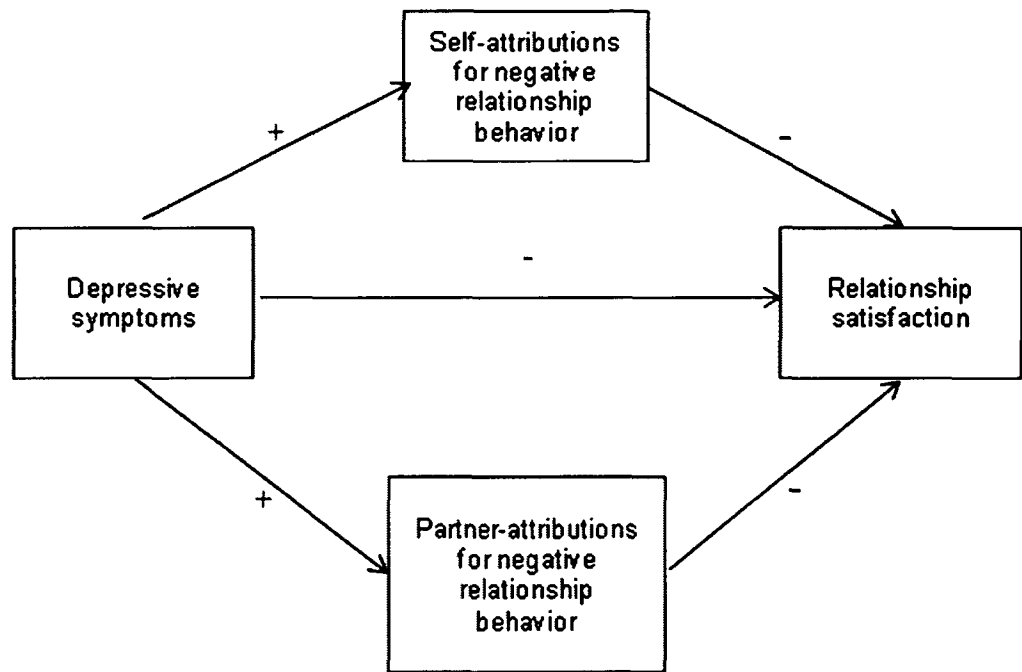 Self-attributions
for negative
relationship
behavior
+
-
Depressive
symptoms
-
Relationship
satisfaction
+
-
Partner-attributions
for negative
relationship
behavior